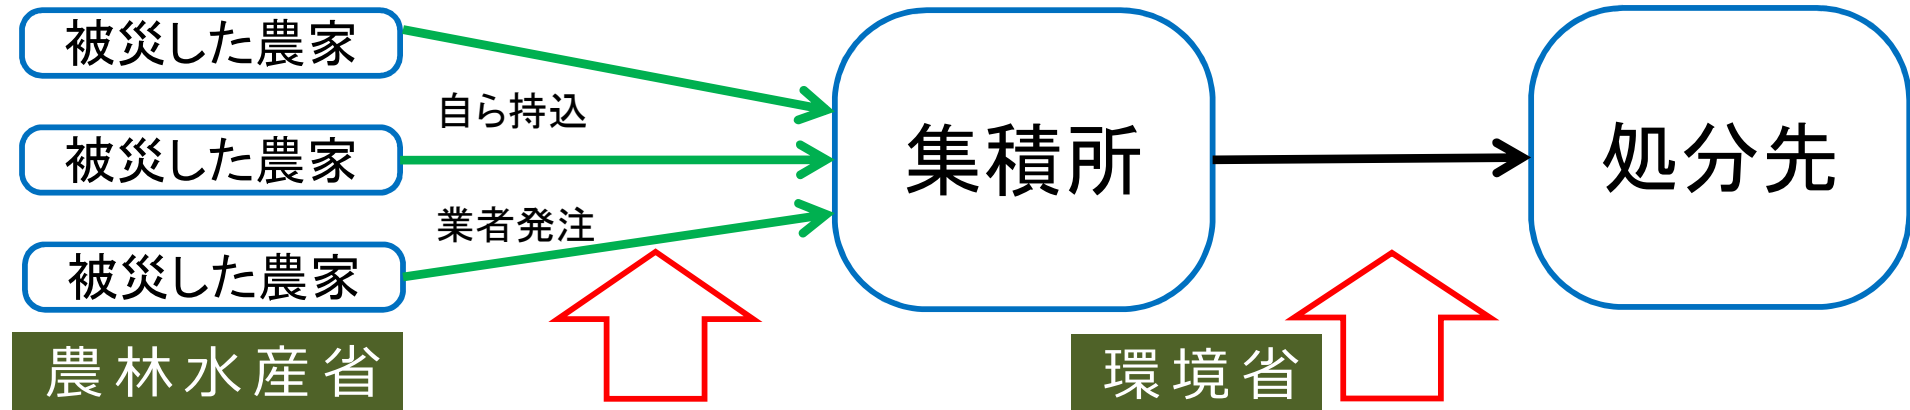 被災した農家
自ら持込
被災した農家
業者発注
被災した農家
集積所
処分先
農林水産省
環境省